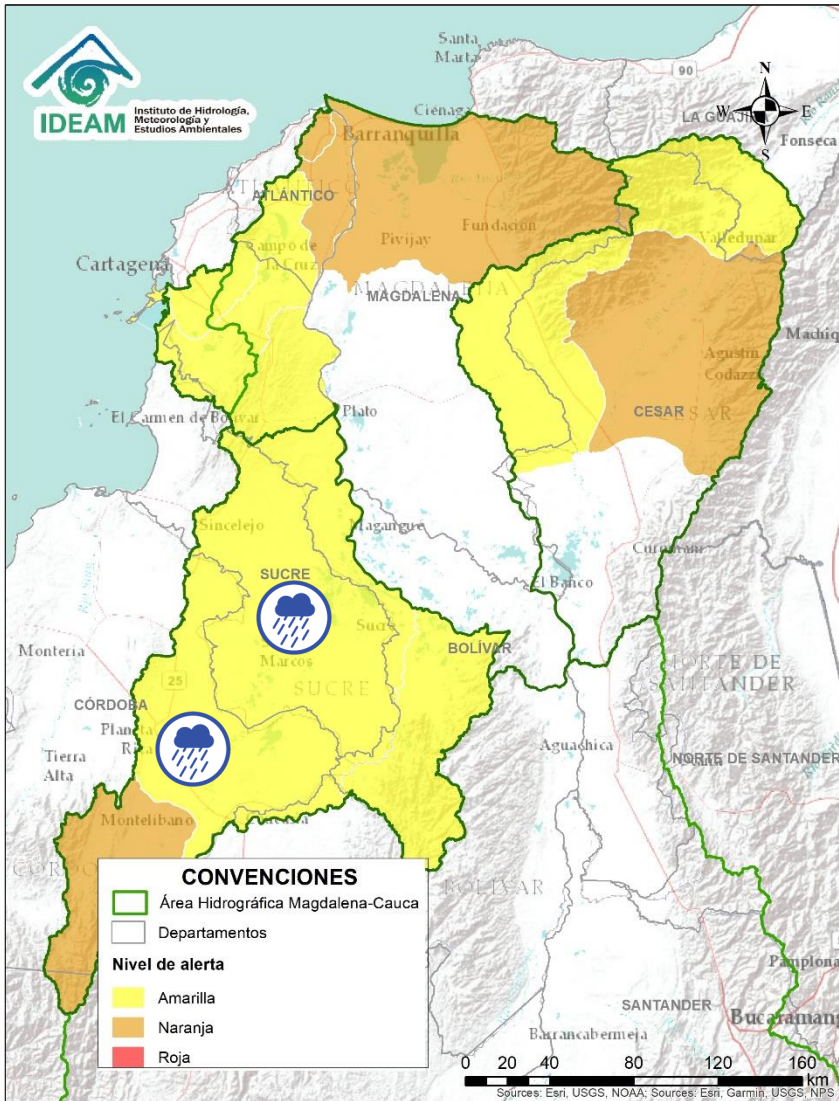 Santa
Marta
90
N
W
E
S
IDEAM
Instituto de Hidrología,
Meteorología y
Estudios Ambientales
Ciénaga
LA GUAJI
Fonseca
Barranquilla
ATLÁNTICO
Valledupar
Campo de
la Cruz
Pivijay
Fundación
Cartagena
MAGDALENA
Machiq
Agustín
Codazzi
CESAR
El Carmen de Bolívar
Plato
Sincelejo
Magangué
SUCRE
Curumaní
El Banco
Sucre
Marcos
BOLÍVAR
SUCRE
Montería
25
NORTE DE
SANTANDER
CÓRDOBA
Planeta
Rica
Aguachica
Tierra
Alta
NORTE DE SANTANDER
Montelíbano
CONVENCIONES
Área Hidrográfica Magdalena-Cauca
Departamentos
Nivel de alerta
Amarilla
Naranja
Roja
BOLÍVAR
Pamplona
SANTANDER
Bucaramang
Barrancabermeja
0 20 40 80 120 160
km
Sources: Esri, USGS, NOAA; Sources: Esri, Garmin, USGS, NPS